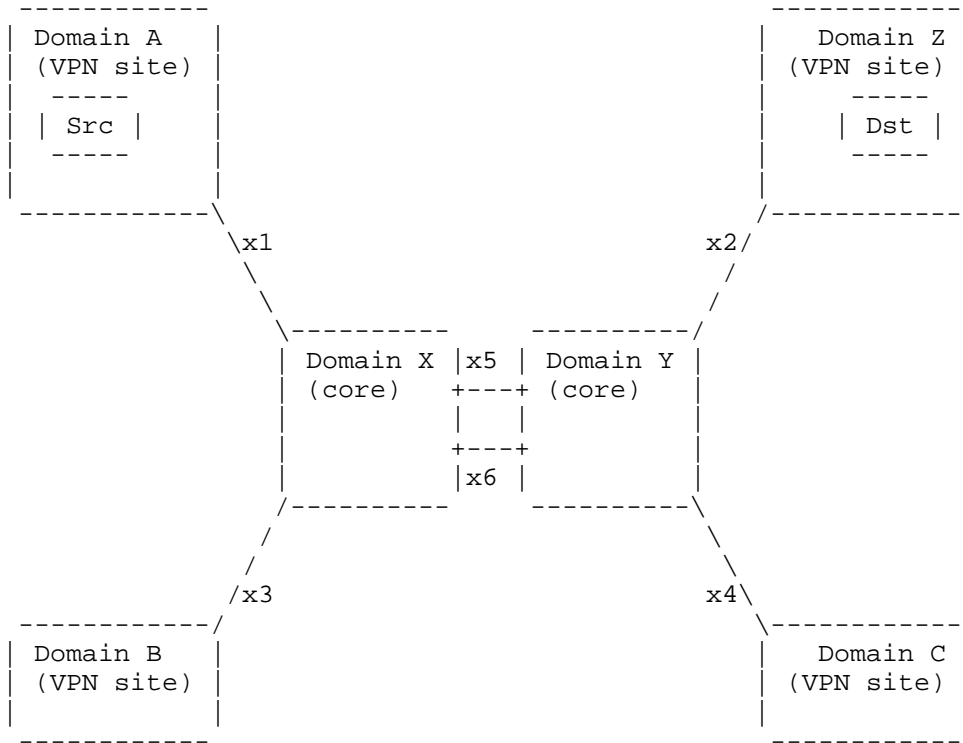 Domain A
(VPN site)
Src
Domain Z
(VPN site)
Dst
x1
x2
Domain X
(core)
x5
Domain Y
(core)
x6
x3
x4
Domain B
(VPN site)
Domain C
(VPN site)